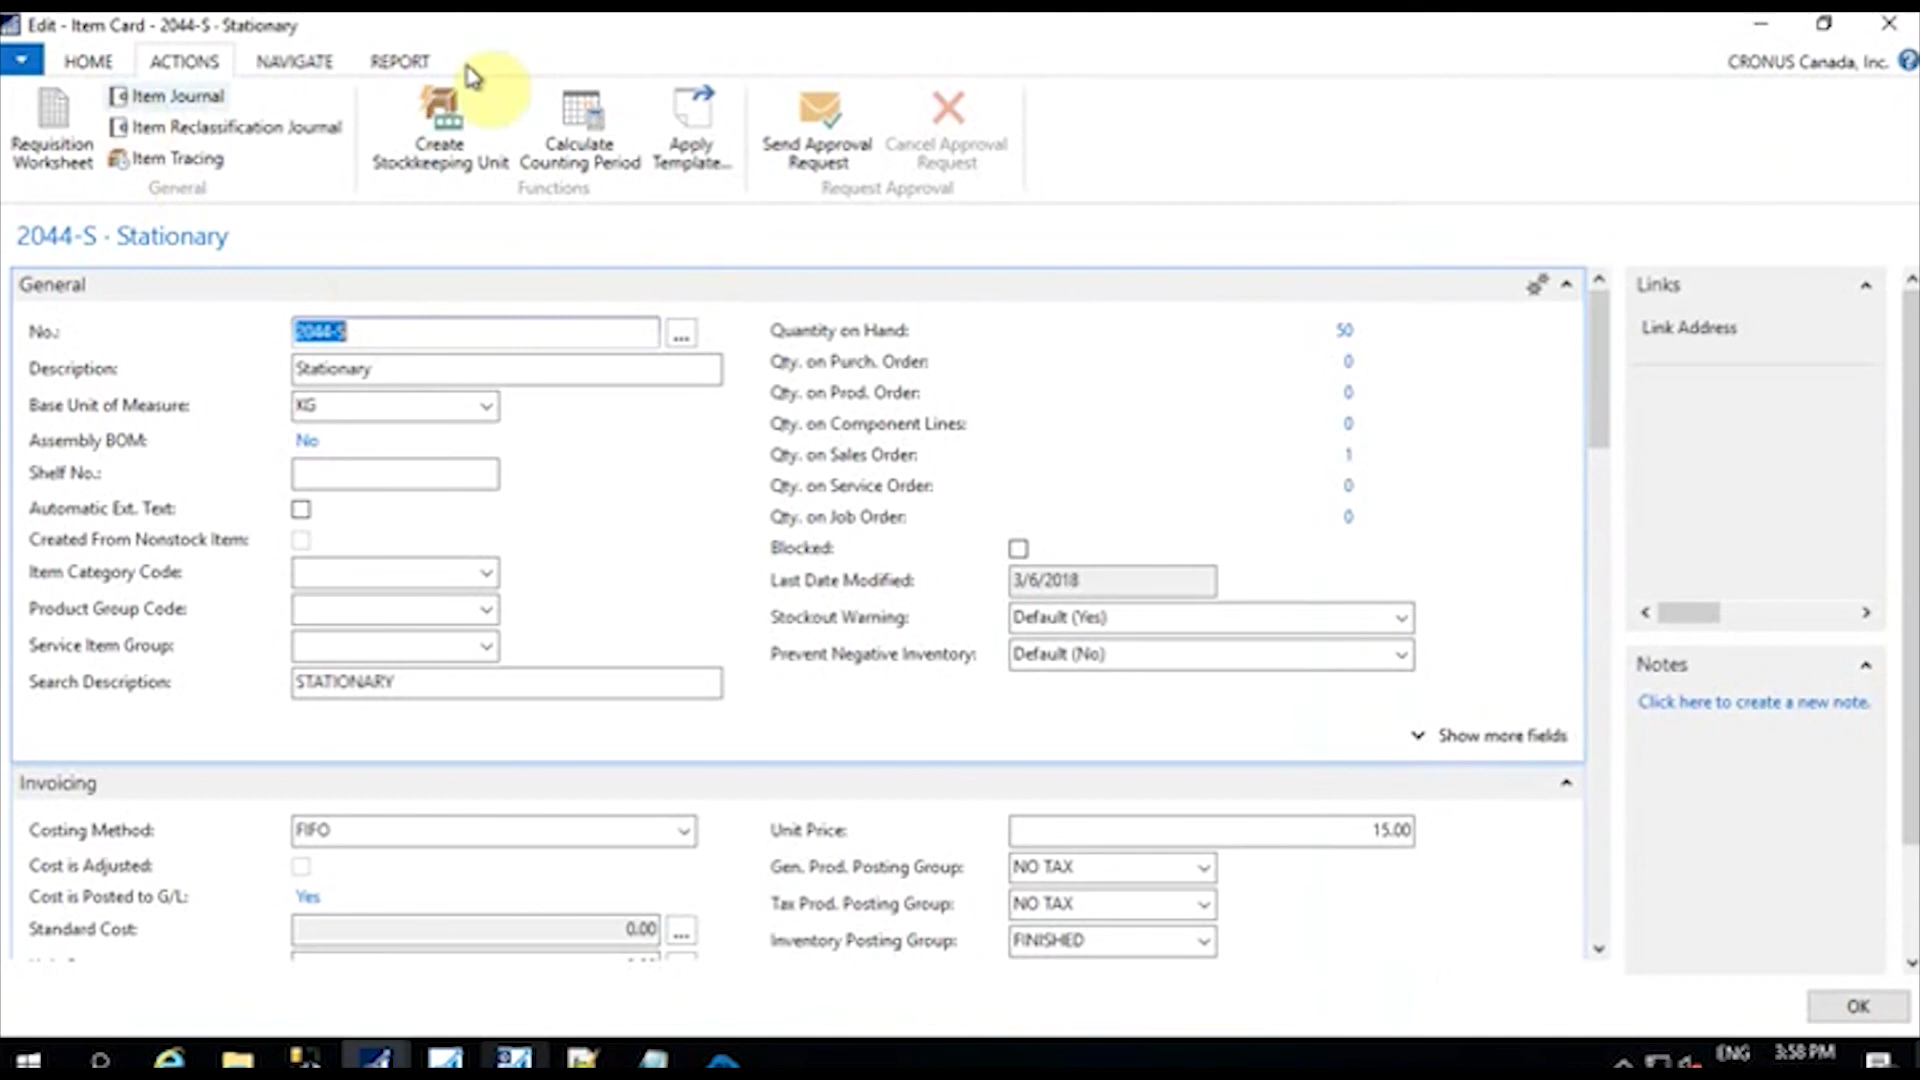 Edit - Item Card - 2044-S - Stationary
HOME ACTIONS NAVIGATE REPORT
CRONUS Canada, Inc.
Requisition Worksheet
Item Journal
Item Reclassification Journal
Item Tracing
General
Create Stockkeeping Unit
Calculate Counting Period
Apply Template...
Functions
Send Approval Request
Cancel Approval Request
Request Approval
2044-S · Stationary
General
No.: 2044-S ...
Description: Stationary
Base Unit of Measure: KG
Assembly BOM: No
Shelf No.:
Automatic Ext. Text:
Created From Nonstock Item:
Item Category Code:
Product Group Code:
Service Item Group:
Search Description: STATIONARY
Quantity on Hand: 50
Qty. on Purch. Order: 0
Qty. on Prod. Order: 0
Qty. on Component Lines: 0
Qty. on Sales Order: 1
Qty. on Service Order: 0
Qty. on Job Order: 0
Blocked:
Last Date Modified: 3/6/2018
Stockout Warning: Default (Yes)
Prevent Negative Inventory: Default (No)
Show more fields
Invoicing
Costing Method: FIFO
Cost is Adjusted:
Cost is Posted to G/L: Yes
Standard Cost: 0.00 ...
Unit Price: 15.00
Gen. Prod. Posting Group: NO TAX
Tax Prod. Posting Group: NO TAX
Inventory Posting Group: FINISHED
Links
Link Address
Notes
Click here to create a new note.
OK
ENG 3:58 PM